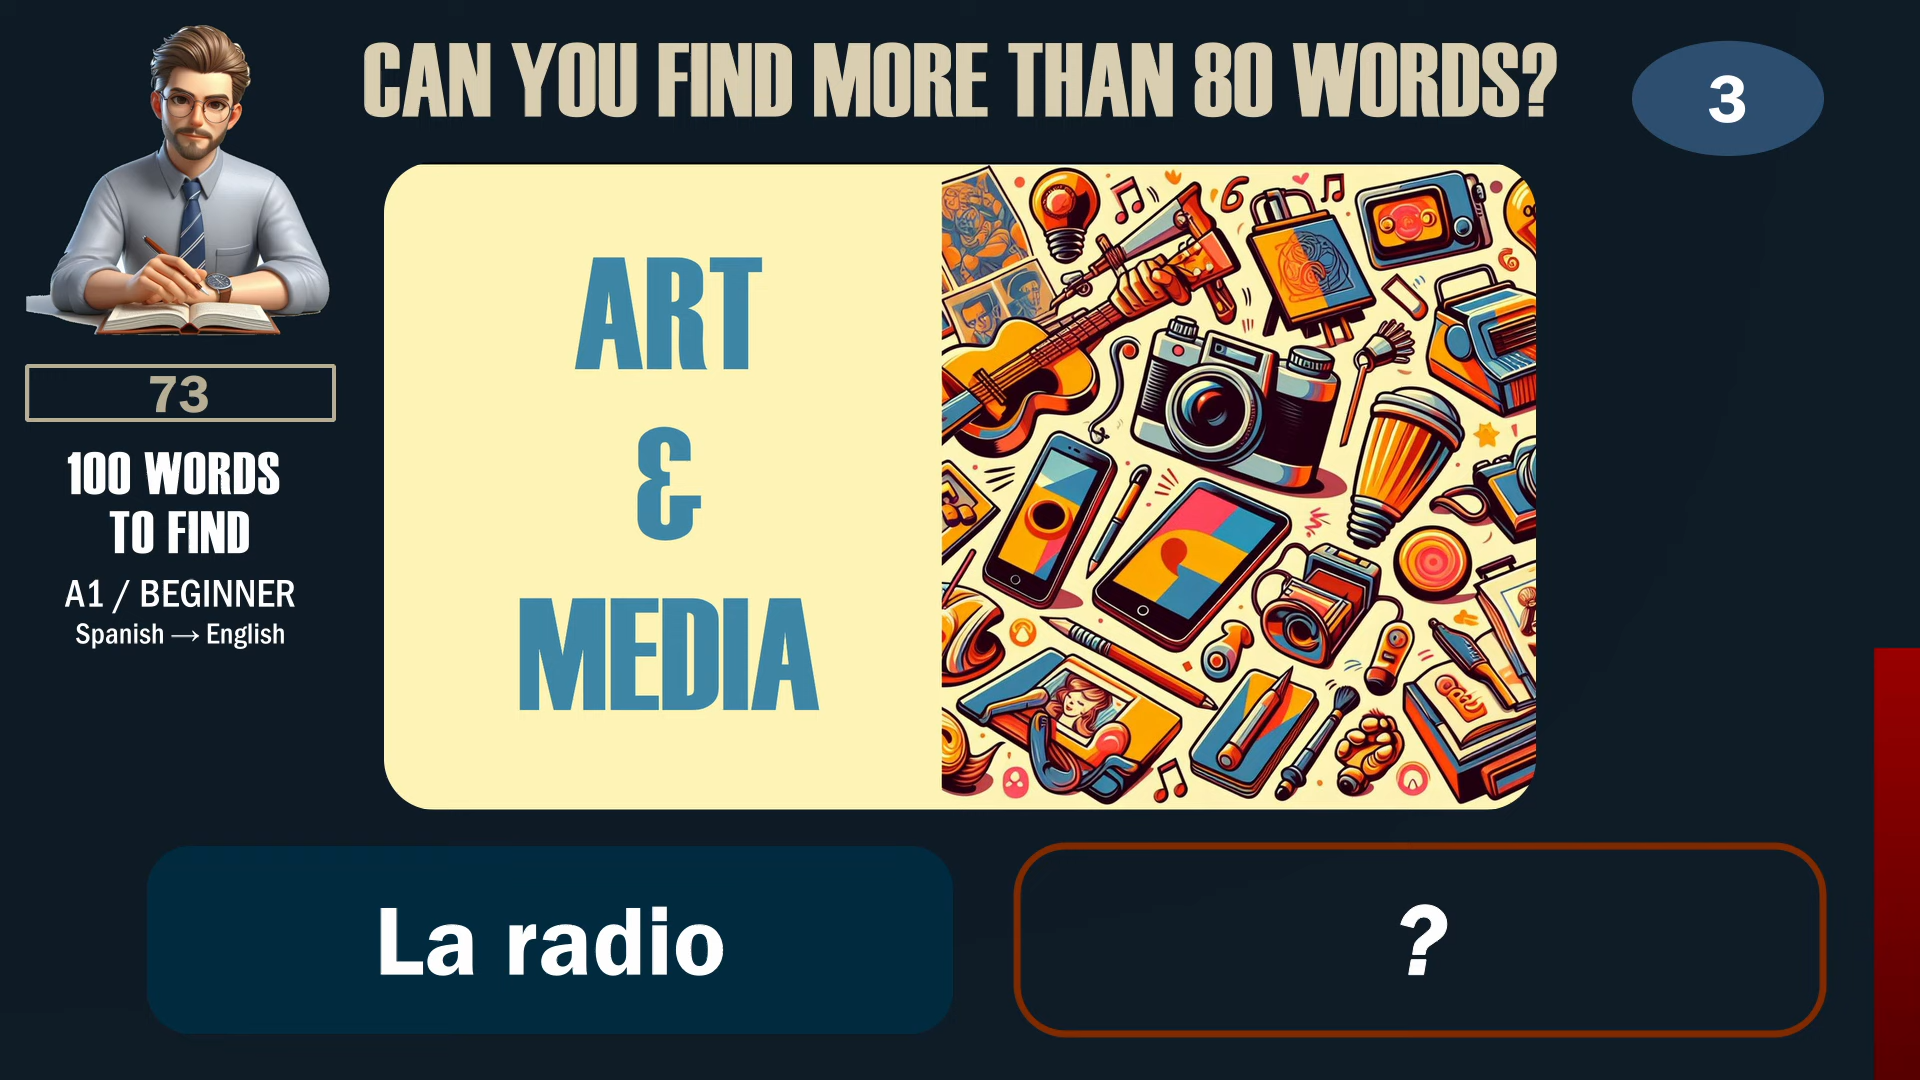 CAN YOU FIND MORE THAN 80 WORDS?
3
73
100 WORDS
TO FIND
A1 / BEGINNER
Spanish → English
ART
&
MEDIA
6
La radio
?